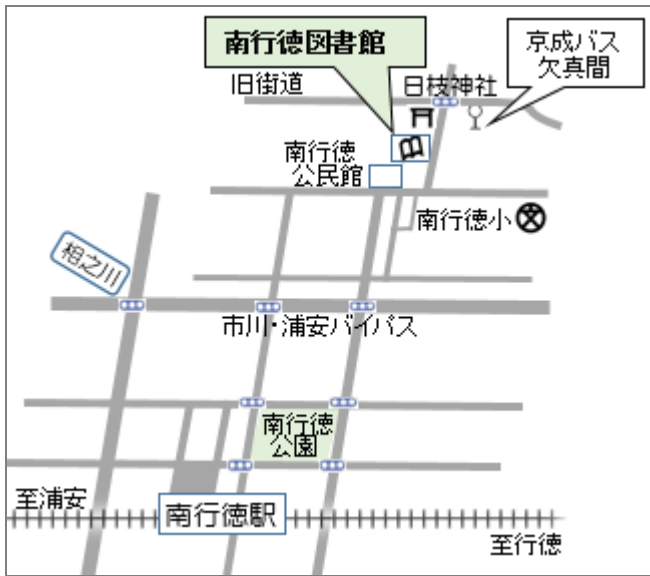 南行徳図書館
京成バス
欠真間
旧街道
日枝神社
南行徳
公民館
南行徳小
相之川
市川・浦安バイパス
南行徳
公園
至浦安
南行徳駅
至行徳